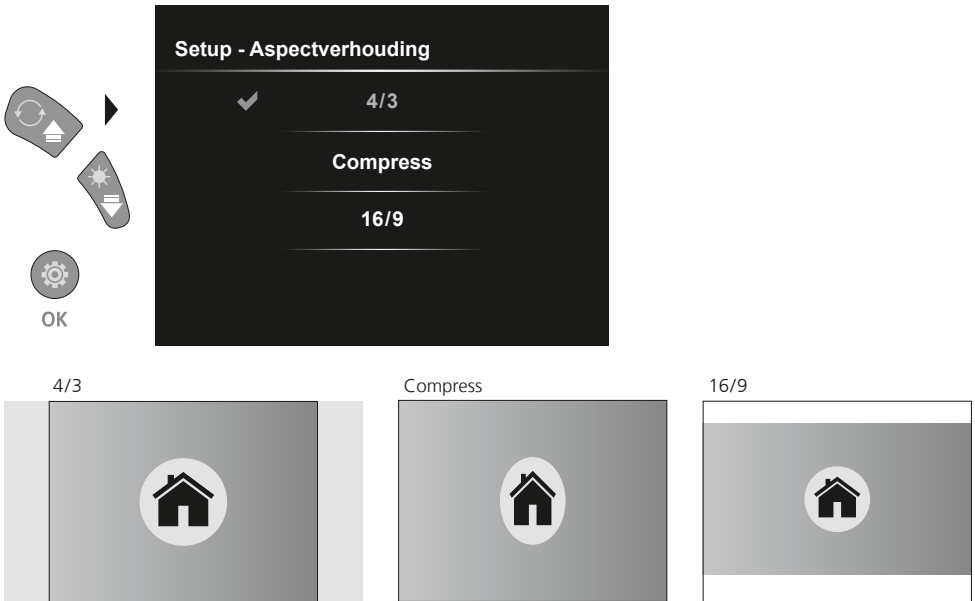 Setup - Aspectverhouding
4/3
Compress
16/9
OK
4/3
Compress
16/9